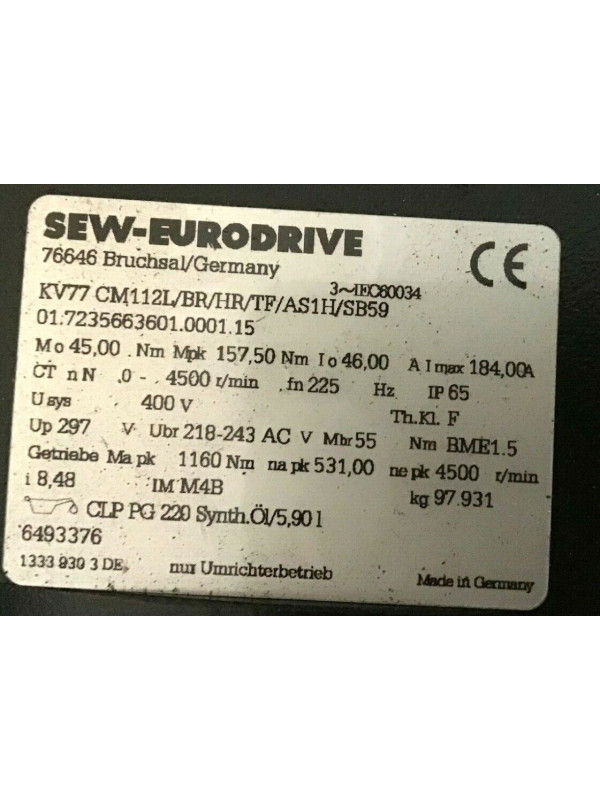 SEW-EURODRIVE
76646 Bruchsal/Germany
CE
3~IEC60034
KV77 CM112L/BR/HR/TF/AS1H/SB59
01.7235663601.0001.15
Mo 45,00 Nm Mpk 157,50 Nm Io 46,00 A Imax 184,00A
CT nN 0 - 4500 r/min fn 225 Hz IP 65
Usys 400 V Th.Kl. F
Up 297 V Ubr 218-243 AC V Mbr 55 Nm BME1.5
Getriebe Ma pk 1160 Nm na pk 531,00 ne pk 4500 r/min
i 8,48 IM M4B kg 97.931
CLP PG 220 Synth.Öl/5,90 l
6493376
1333 930 3 DE nur Umrichterbetrieb Made in Germany